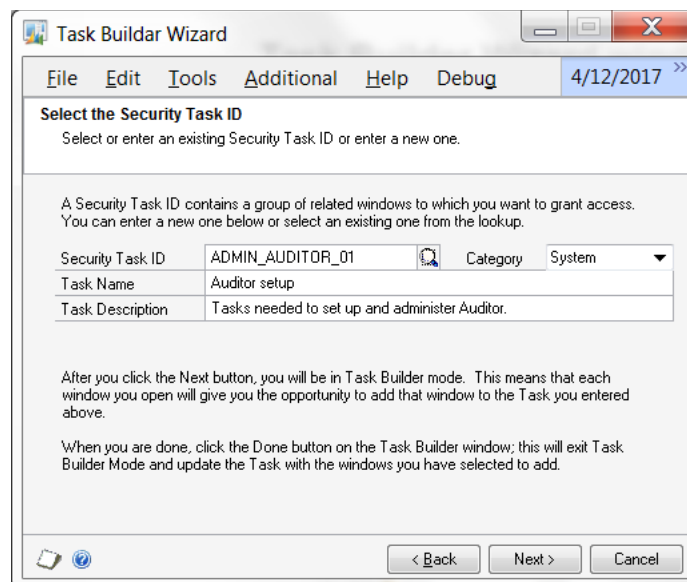 Task Buildar Wizard
File Edit Tools Additional Help Debug 4/12/2017 »
Select the Security Task ID
Select or enter an existing Security Task ID or enter a new one.
A Security Task ID contains a group of related windows to which you want to grant access.
You can enter a new one below or select an existing one from the lookup.
Security Task ID ADMIN_AUDITOR_01 Category System
Task Name Auditor setup
Task Description Tasks needed to set up and administer Auditor.
After you click the Next button, you will be in Task Builder mode. This means that each
window you open will give you the opportunity to add that window to the Task you entered
above.
When you are done, click the Done button on the Task Builder window; this will exit Task
Builder Mode and update the Task with the windows you have selected to add.
< Back Next > Cancel